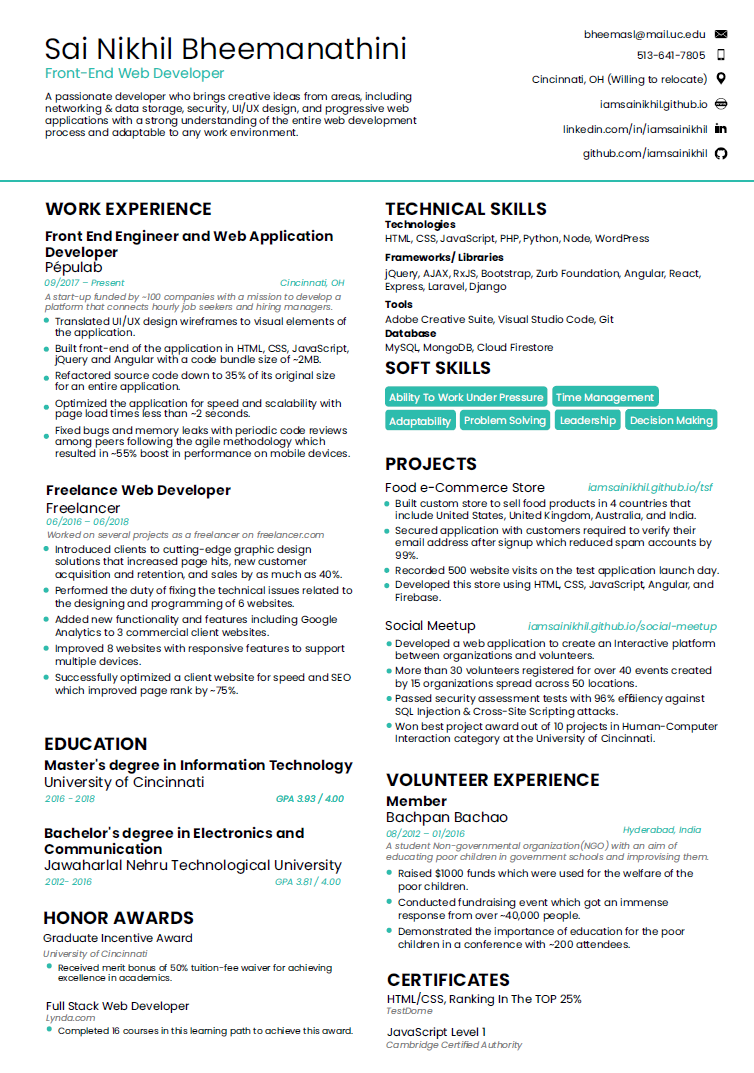 Sai Nikhil Bheemanathini
Front-End Web Developer
A passionate developer who brings creative ideas from areas, including
networking & data storage, security, UI/UX design, and progressive web
applications with a strong understanding of the entire web development
process and adaptable to any work environment.
bheemasl@mail.uc.edu
513-641-7805
Cincinnati, OH (Willing to relocate)
iamsainikhil.github.io
linkedin.com/in/iamsainikhil
github.com/iamsainikhil
WORK EXPERIENCE
Front End Engineer and Web Application
Developer
Pépulab
09/2017 – Present
Cincinnati, OH
A start-up funded by ~100 companies with a mission to develop a
platform that connects hourly job seekers and hiring managers.
Translated UI/UX design wireframes to visual elements of
the application.
Built front-end of the application in HTML, CSS, JavaScript,
jQuery and Angular with a code bundle size of ~2MB.
Refactored source code down to 35% of its original size
for an entire application.
Optimized the application for speed and scalability with
page load times less than ~2 seconds.
Fixed bugs and memory leaks with periodic code reviews
among peers following the agile methodology which
resulted in ~55% boost in performance on mobile devices.
Freelance Web Developer
Freelancer
06/2016 – 06/2018
Worked on several projects as a freelancer on freelancer.com
Introduced clients to cutting-edge graphic design
solutions that increased page hits, new customer
acquisition and retention, and sales by as much as 40%.
Performed the duty of fixing the technical issues related to
the designing and programming of 6 websites.
Added new functionality and features including Google
Analytics to 3 commercial client websites.
Improved 8 websites with responsive features to support
multiple devices.
Successfully optimized a client website for speed and SEO
which improved page rank by ~75%.
EDUCATION
Master's degree in Information Technology
University of Cincinnati
2016 - 2018
GPA 3.93 / 4.00
Bachelor's degree in Electronics and
Communication
Jawaharlal Nehru Technological University
2012- 2016
GPA 3.81 / 4.00
HONOR AWARDS
Graduate Incentive Award
University of Cincinnati
Received merit bonus of 50% tuition-fee waiver for achieving
excellence in academics.
Full Stack Web Developer
Lynda.com
Completed 16 courses in this learning path to achieve this award.
TECHNICAL SKILLS
Technologies
HTML, CSS, JavaScript, PHP, Python, Node, WordPress
Frameworks/ Libraries
jQuery, AJAX, RxJS, Bootstrap, Zurb Foundation, Angular, React,
Express, Laravel, Django
Tools
Adobe Creative Suite, Visual Studio Code, Git
Database
MySQL, MongoDB, Cloud Firestore
SOFT SKILLS
Ability To Work Under Pressure
Time Management
Adaptability
Problem Solving
Leadership
Decision Making
PROJECTS
Food e-Commerce Store
iamsainikhil.github.io/tsf
Built custom store to sell food products in 4 countries that
include United States, United Kingdom, Australia, and India.
Secured application with customers required to verify their
email address after signup which reduced spam accounts by
99%.
Recorded 500 website visits on the test application launch day.
Developed this store using HTML, CSS, JavaScript, Angular, and
Firebase.
Social Meetup
iamsainikhil.github.io/social-meetup
Developed a web application to create an Interactive platform
between organizations and volunteers.
More than 30 volunteers registered for over 40 events created
by 15 organizations spread across 50 locations.
Passed security assessment tests with 96% efficiency against
SQL Injection & Cross-Site Scripting attacks.
Won best project award out of 10 projects in Human-Computer
Interaction category at the University of Cincinnati.
VOLUNTEER EXPERIENCE
Member
Bachpan Bachao
08/2012 – 01/2016
Hyderabad, India
A student Non-governmental organization(NGO) with an aim of
educating poor children in government schools and improvising them.
Raised $1000 funds which were used for the welfare of the
poor children.
Conducted fundraising event which got an immense
response from over ~40,000 people.
Demonstrated the importance of education for the poor
children in a conference with ~200 attendees.
CERTIFICATES
HTML/CSS, Ranking In The TOP 25%
TestDome
JavaScript Level 1
Cambridge Certified Authority